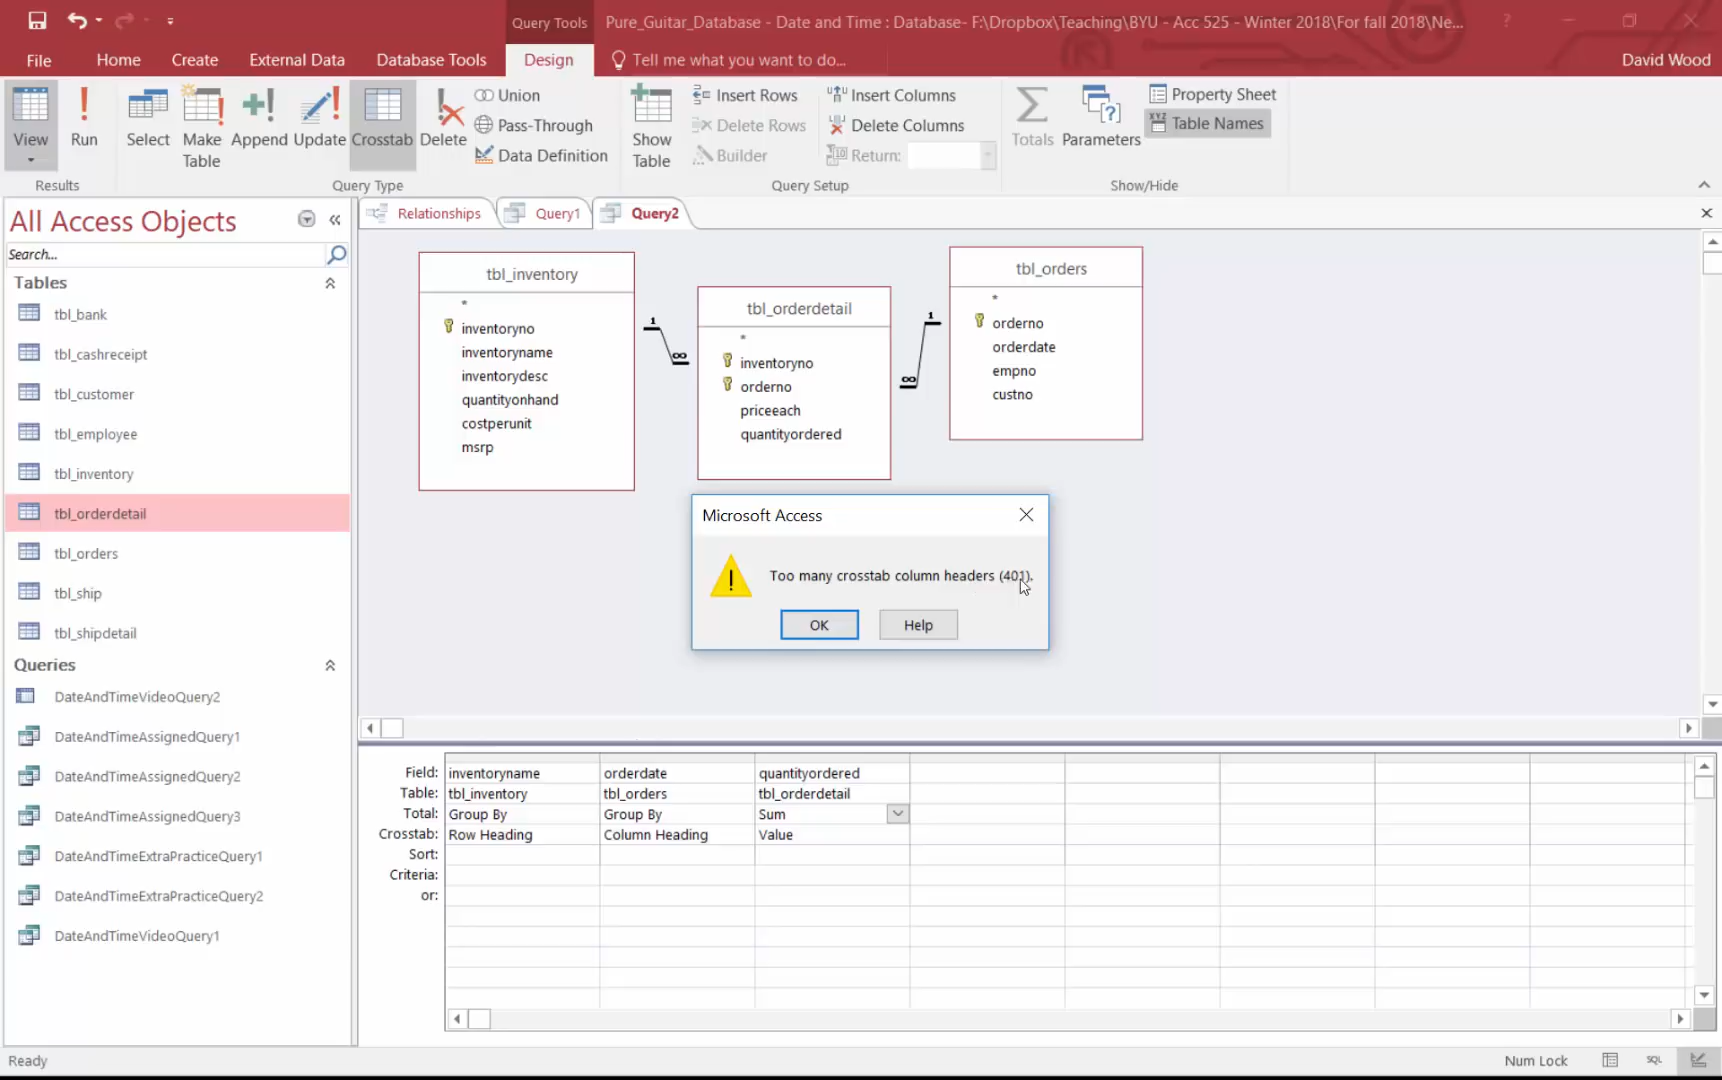 Query Tools
Pure_Guitar_Database - Date and Time : Database- F:\Dropbox\Teaching\BYU - Acc 525 - Winter 2018\For fall 2018\Ne...
?
File
Home
Create
External Data
Database Tools
Design
Tell me what you want to do...
David Wood
View
Run
Select
Make
Table
Append
Update
Crosstab
Delete
Union
Pass-Through
Data Definition
Show
Table
Insert Rows
Delete Rows
Builder
Insert Columns
Delete Columns
Return:
Totals
Parameters
Property Sheet
Table Names
Results
Query Type
Query Setup
Show/Hide
All Access Objects
Search...
Tables
tbl_bank
tbl_cashreceipt
tbl_customer
tbl_employee
tbl_inventory
tbl_orderdetail
tbl_orders
tbl_ship
tbl_shipdetail
Queries
DateAndTimeVideoQuery2
DateAndTimeAssignedQuery1
DateAndTimeAssignedQuery2
DateAndTimeAssignedQuery3
DateAndTimeExtraPracticeQuery1
DateAndTimeExtraPracticeQuery2
DateAndTimeVideoQuery1
Relationships
Query1
Query2
tbl_inventory
*
inventoryno
inventoryname
inventorydesc
quantityonhand
costperunit
msrp
1
∞
tbl_orderdetail
*
inventoryno
orderno
priceeach
quantityordered
1
∞
tbl_orders
*
orderno
orderdate
empno
custno
Microsoft Access
Too many crosstab column headers (401).
OK
Help
Field: inventoryname orderdate quantityordered
Table: tbl_inventory tbl_orders tbl_orderdetail
Total: Group By Group By Sum
Crosstab: Row Heading Column Heading Value
Sort:
Criteria:
or:
Ready
Num Lock
SQL